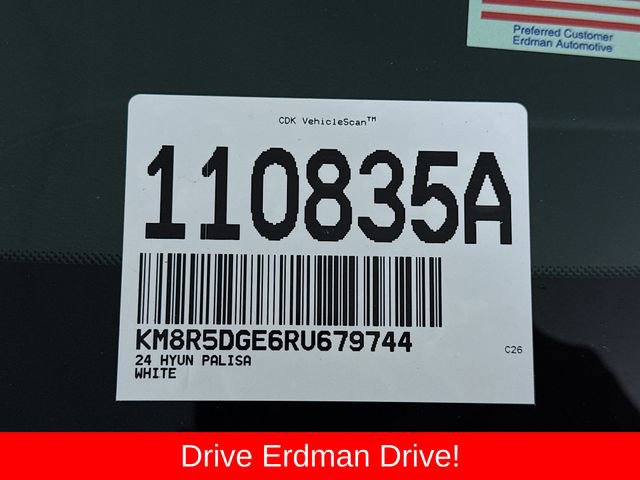 Preferred Customer
Erdman Automotive
CDK VehicleScan™
110835A
KM8R5DGE6RU679744
24 HYUN PALISA
WHITE
C26
Drive Erdman Drive!